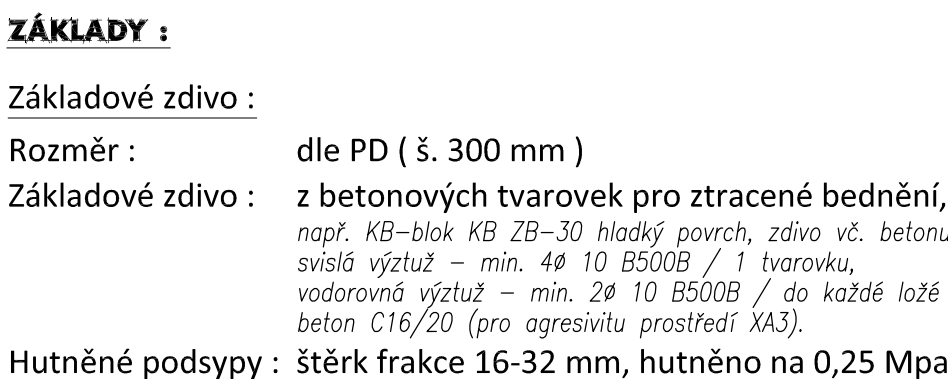 ZÁKLADY :
Základové zdivo :
Rozměr : dle PD ( š. 300 mm )
Základové zdivo : z betonových tvarovek pro ztracené bednění,
např. KB-blok KB ZB-30 hladký povrch, zdivo vč. betonu
svislá výztuž - min. 4ø 10 B500B / 1 tvarovku,
vodorovná výztuž - min. 2ø 10 B500B / do každé ložé
beton C16/20 (pro agresivitu prostředí XA3).
Hutněné podsypy : štěrk frakce 16-32 mm, hutněno na 0,25 Mpa